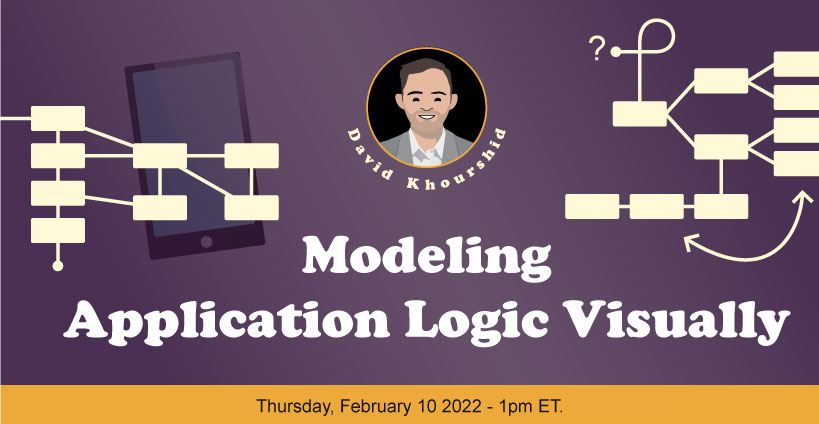 ?
David Khourshid
Modeling
Application Logic Visually
Thursday, February 10 2022 - 1pm ET.